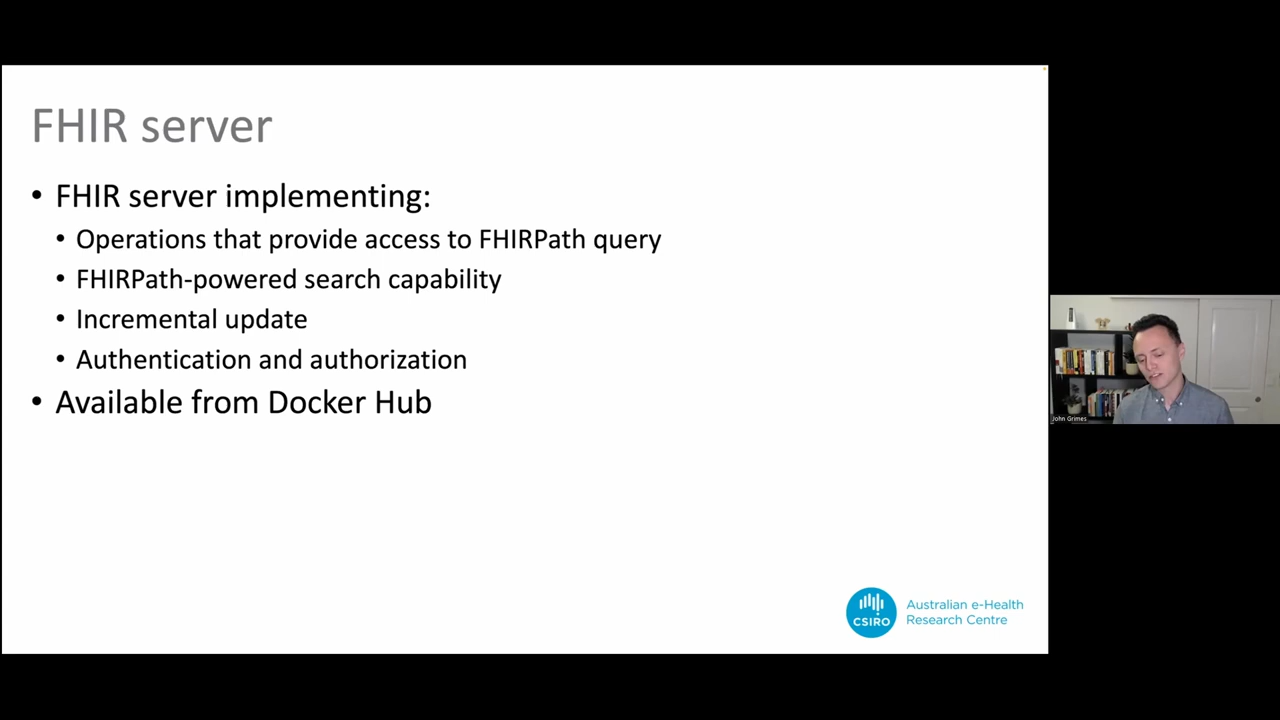 FHIR server
• FHIR server implementing:
• Operations that provide access to FHIRPath query
• FHIRPath-powered search capability
• Incremental update
• Authentication and authorization
• Available from Docker Hub
John Grimes
CSIRO
Australian e-Health
Research Centre